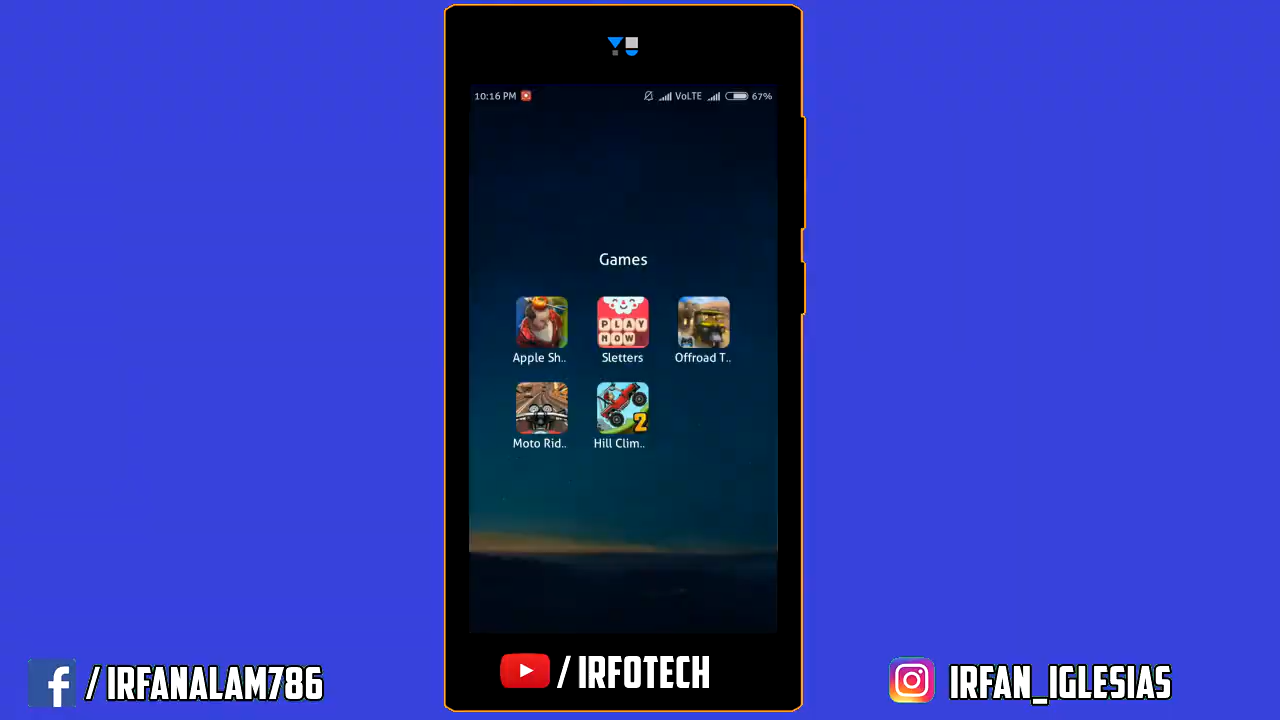 10:16 PM VoLTE 67%
Games
PLAY
NOW
Apple Sh.. Sletters Offroad T..
2
Moto Rid.. Hill Clim..
/IRFANALAM786 /IRFOTECH IRFAN_IGLESIAS